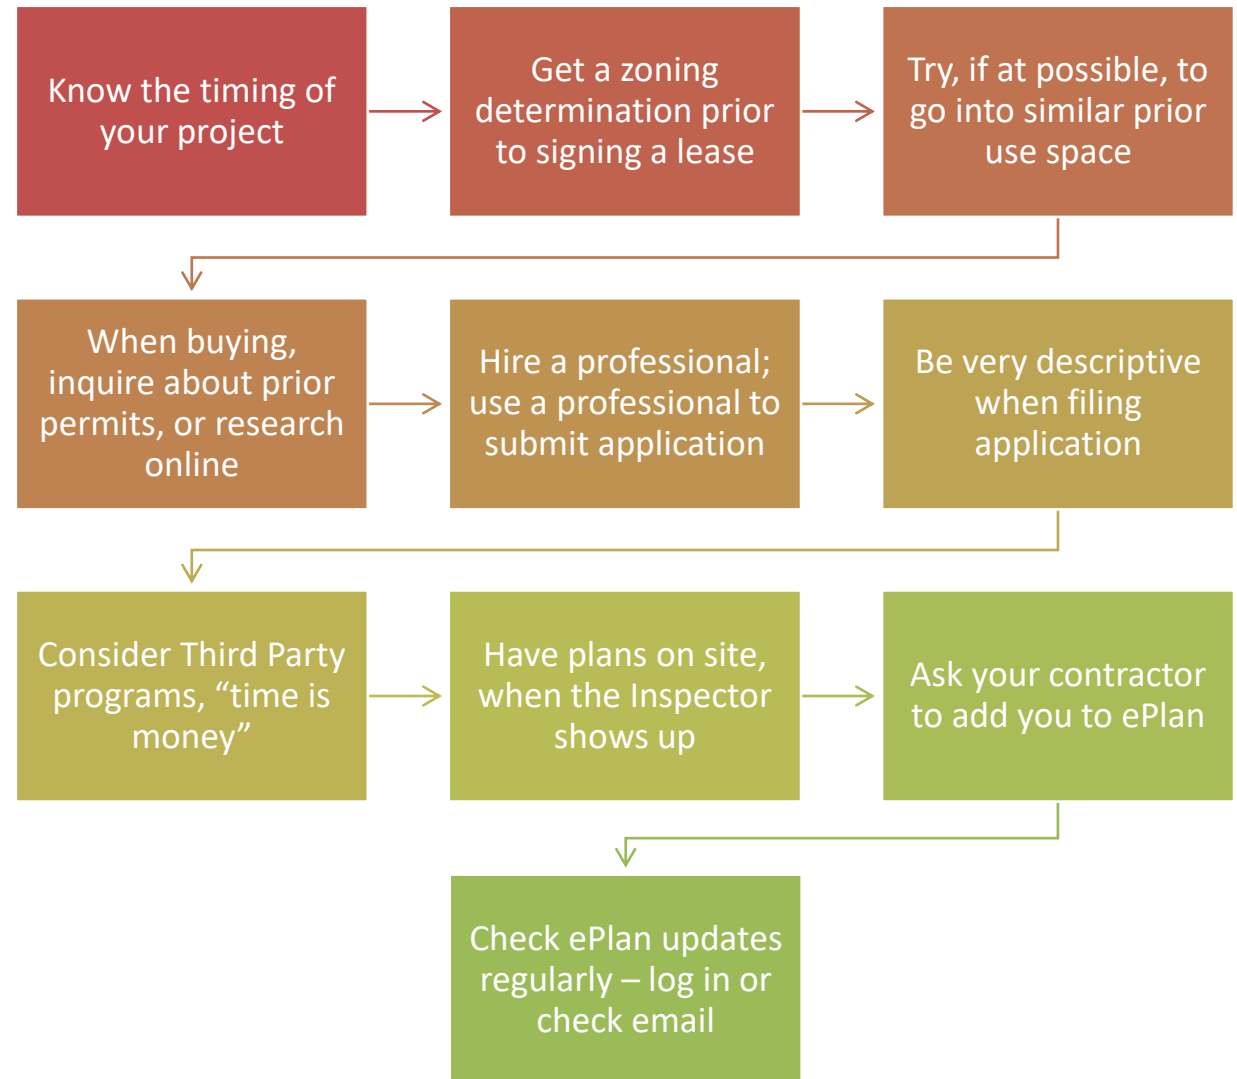 Know the timing of
your project
Get a zoning
determination prior
to signing a lease
Try, if at possible, to
go into similar prior
use space
When buying,
inquire about prior
permits, or research
online
Hire a professional;
use a professional to
submit application
Be very descriptive
when filing
application
Consider Third Party
programs, “time is
money”
Have plans on site,
when the Inspector
shows up
Ask your contractor
to add you to ePlan
Check ePlan updates
regularly – log in or
check email